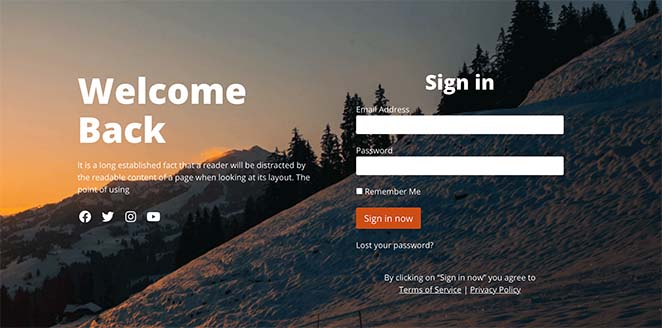 Welcome
Back
It is a long established fact that a reader will be distracted by
the readable content of a page when looking at its layout. The
point of using
Sign in
Email Address
Password
Remember Me
Sign in now
Lost your password?
By clicking on “Sign in now” you agree to
Terms of Service | Privacy Policy